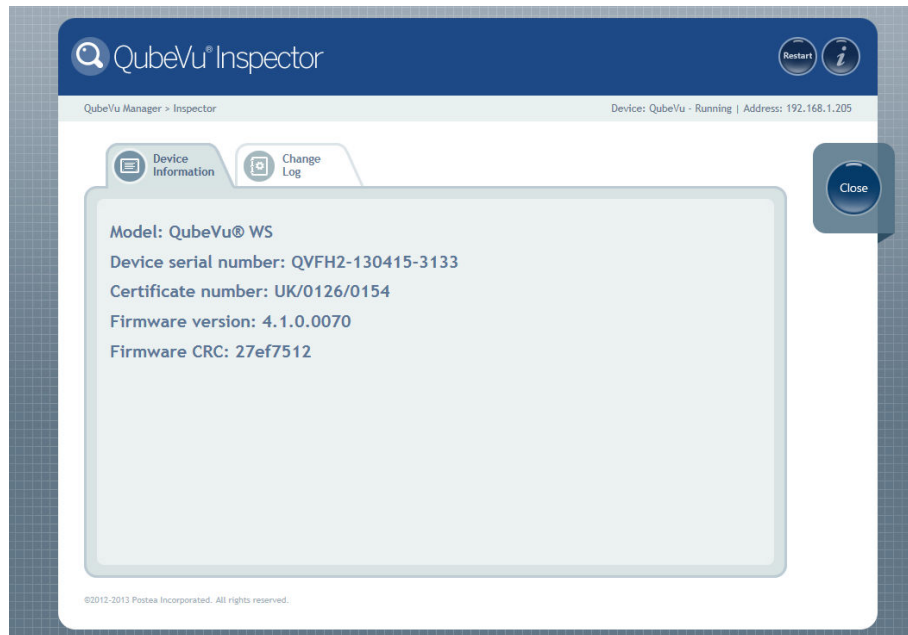 QubeVu® Inspector
Restart
i
QubeVu Manager > Inspector
Device: QubeVu - Running | Address: 192.168.1.205
Device
Information
Change
Log
Close
Model: QubeVu® WS
Device serial number: QVFH2-130415-3133
Certificate number: UK/0126/0154
Firmware version: 4.1.0.0070
Firmware CRC: 27ef7512
©2012-2013 Postea Incorporated. All rights reserved.